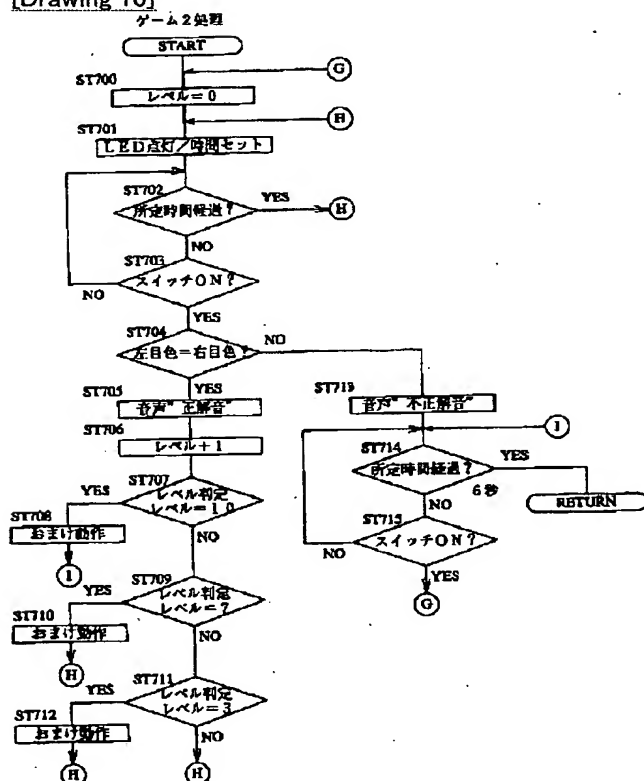 [Drawing 10]
ゲーム2処理
START
G
ST700
レベル=0
H
ST701
LED点灯/時間セット
ST702
所定時間経過?
YES
H
NO
ST703
スイッチON?
NO
YES
ST704
左目色=右目色?
NO
YES
ST705
音声"正解音"
ST706
レベル+1
ST707
レベル判定
レベル=10
YES
NO
ST708
おまけ動作
I
ST709
レベル判定
レベル=7
YES
NO
ST710
おまけ動作
H
ST711
レベル判定
レベル=3
YES
NO
ST712
おまけ動作
H
H
ST713
音声"不正解音"
I
ST714
所定時間経過?
YES
6秒
NO
RETURN
ST715
スイッチON?
NO
YES
G